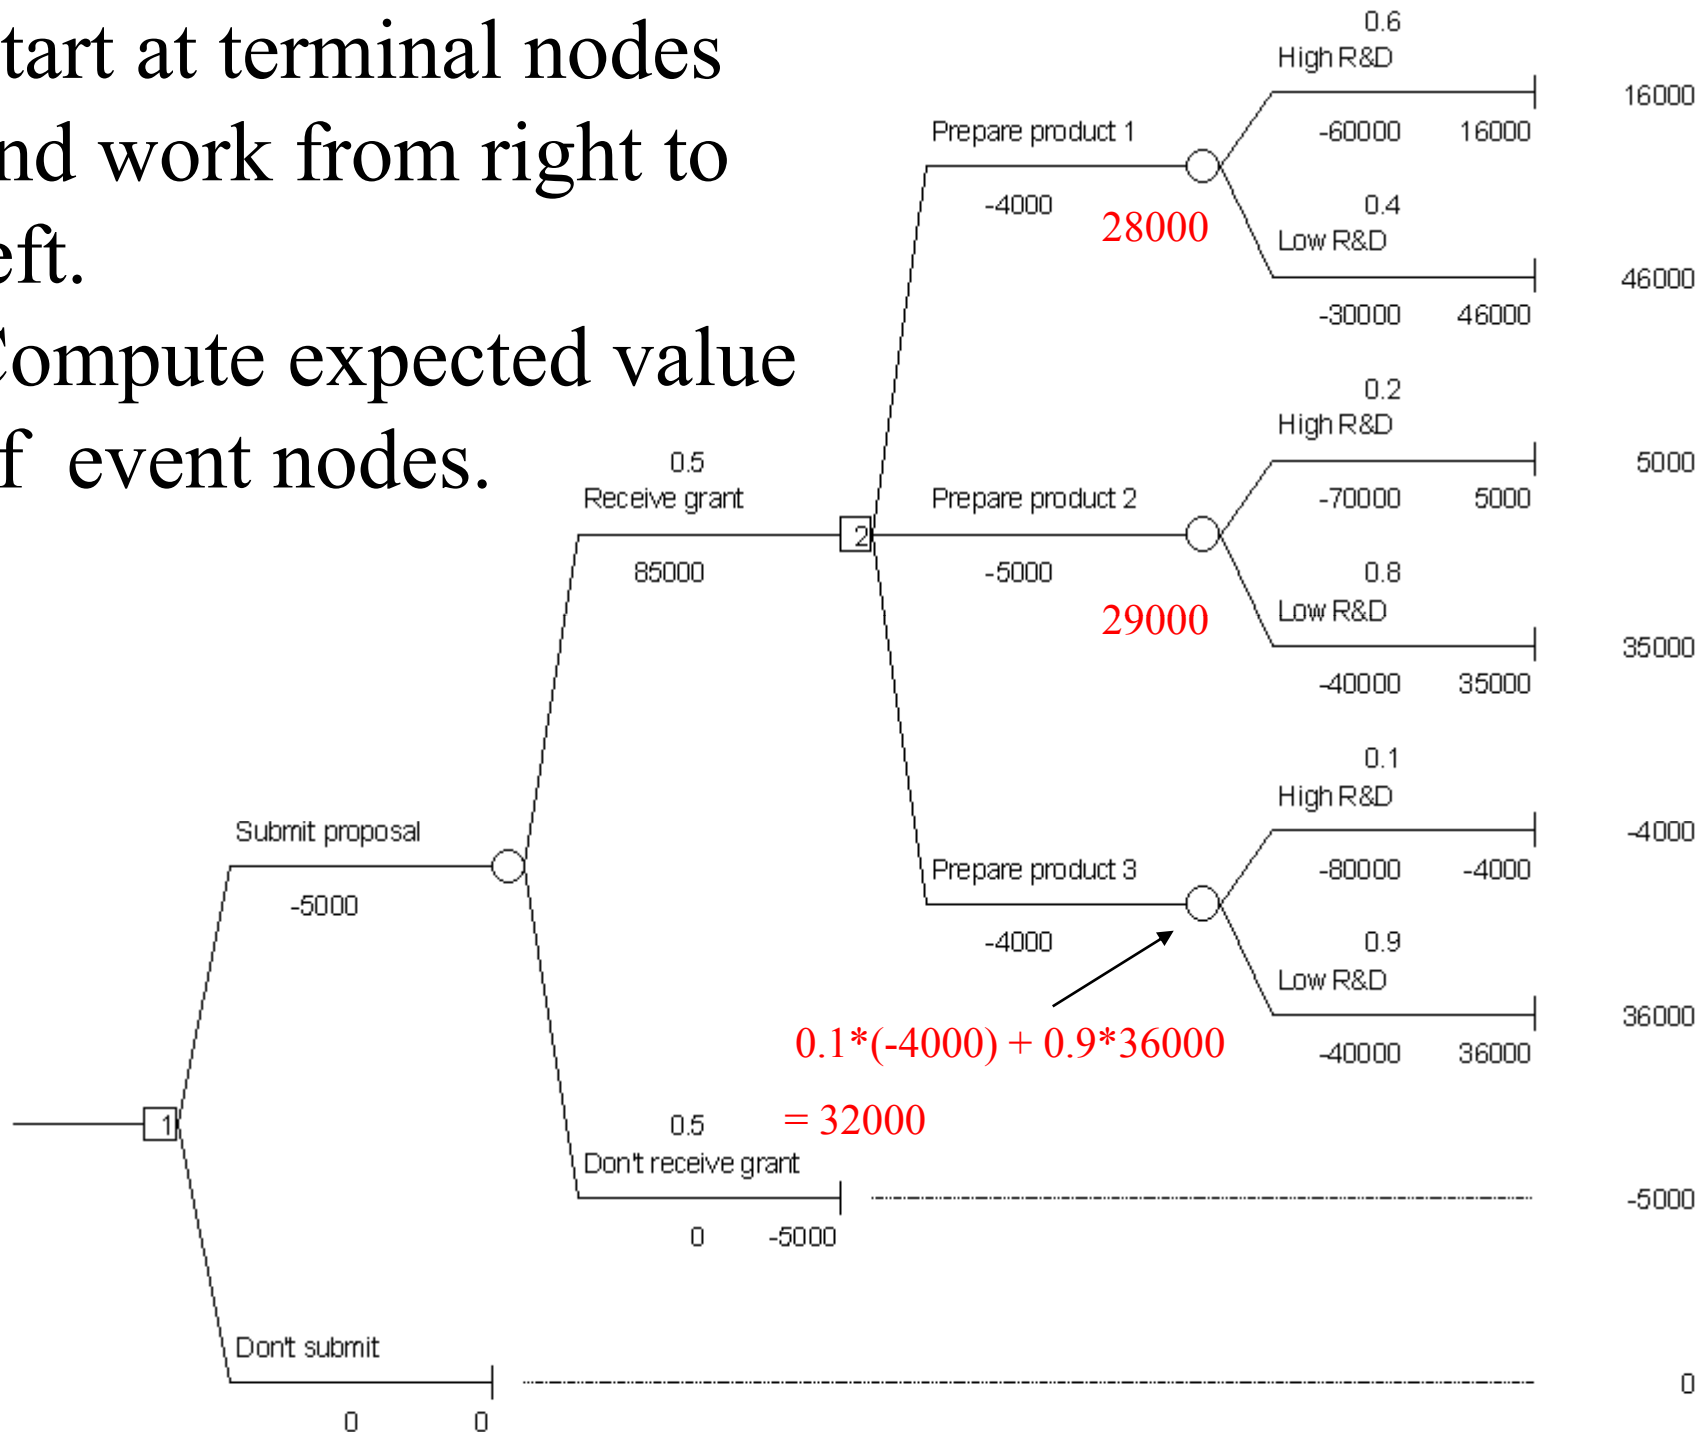 tart at terminal nodes
nd work from right to
eft.
Compute expected value
f event nodes.
0.6
High R&D
16000
-60000 16000
Prepare product 1
-4000
28000
0.4
Low R&D
46000
-30000 46000
0.2
High R&D
5000
-70000 5000
0.5
Receive grant
85000
2
Prepare product 2
-5000
29000
0.8
Low R&D
35000
-40000 35000
0.1
High R&D
-4000
-80000 -4000
Prepare product 3
-4000
0.9
Low R&D
36000
-40000 36000
0.1*(-4000) + 0.9*36000
= 32000
Submit proposal
-5000
1
0.5
Don't receive grant
-5000
0 -5000
Don't submit
0
0 0